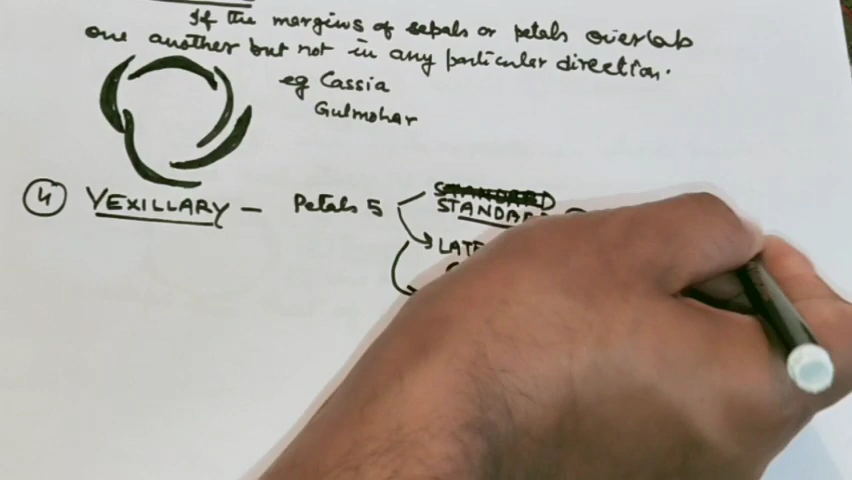 If the margins of sepals or petals overlab
one another but not in any particular direction.
eg Cassia
Gulmohar
4 VEXILLARY – Petals 5
STANDARD